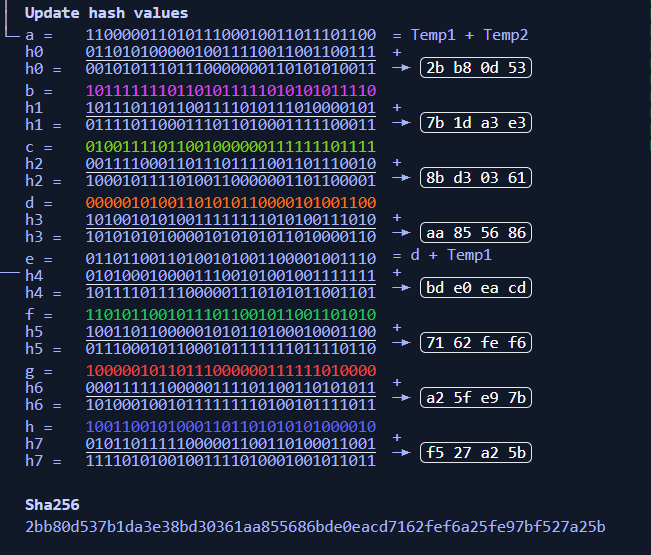 Update hash values
a = 11000001101011100010011011101100 = Temp1 + Temp2
h0 01101010000010011110011001100111 +
h0 = 00101011101110000000110101010011 → 2b b8 0d 53
b = 10111111101101011111010101011110
h1 10111011011001111010111010000101 +
h1 = 01111011000111011010001111100011 → 7b 1d a3 e3
c = 01001111011001000000111111101111
h2 00111100011011101111001101110010 +
h2 = 10001011110100110000001101100001 → 8b d3 03 61
d = 00000101001101010110000101001100
h3 10100101010011111111010100111010 +
h3 = 10101010100001010101011010000110 → aa 85 56 86
e = 01101100110100101001100001001110 = d + Temp1
h4 01010001000011100101001001111111 +
h4 = 10111101111000001110101011001101 → bd e0 ea cd
f = 11010110010111011001011001101010
h5 10011011000001010110100010001100 +
h5 = 01110001011000101111111011110110 → 71 62 fe f6
g = 10000010110111000000111111010000
h6 00011111100000111101100110101011 +
h6 = 10100010010111111110100101111011 → a2 5f e9 7b
h = 10011001010001101101010101000010
h7 01011011111000001100110100011001 +
h7 = 11110101001001111010001001011011 → f5 27 a2 5b
Sha256
2bb80d537b1da3e38bd30361aa855686bde0eacd7162fef6a25fe97bf527a25b